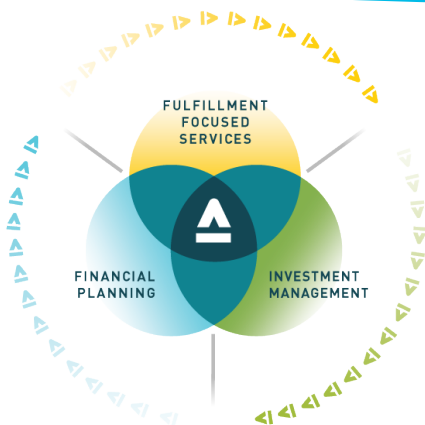 FULFILLMENT
FOCUSED
SERVICES
FINANCIAL
PLANNING
INVESTMENT
MANAGEMENT